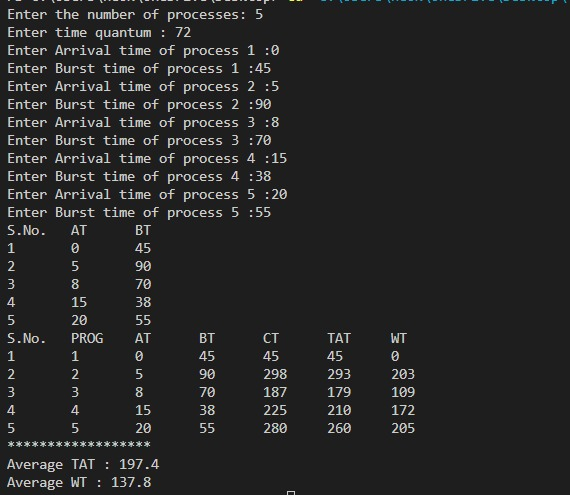 Enter the number of processes: 5
Enter time quantum : 72
Enter Arrival time of process 1 :0
Enter Burst time of process 1 :45
Enter Arrival time of process 2 :5
Enter Burst time of process 2 :90
Enter Arrival time of process 3 :8
Enter Burst time of process 3 :70
Enter Arrival time of process 4 :15
Enter Burst time of process 4 :38
Enter Arrival time of process 5 :20
Enter Burst time of process 5 :55
S.No.   AT      BT
1       0       45
2       5       90
3       8       70
4       15      38
5       20      55
S.No.   PROG    AT      BT      CT      TAT     WT
1       1       0       45      45      45      0
2       2       5       90      298     293     203
3       3       8       70      187     179     109
4       4       15      38      225     210     172
5       5       20      55      280     260     205
******************
Average TAT : 197.4
Average WT : 137.8